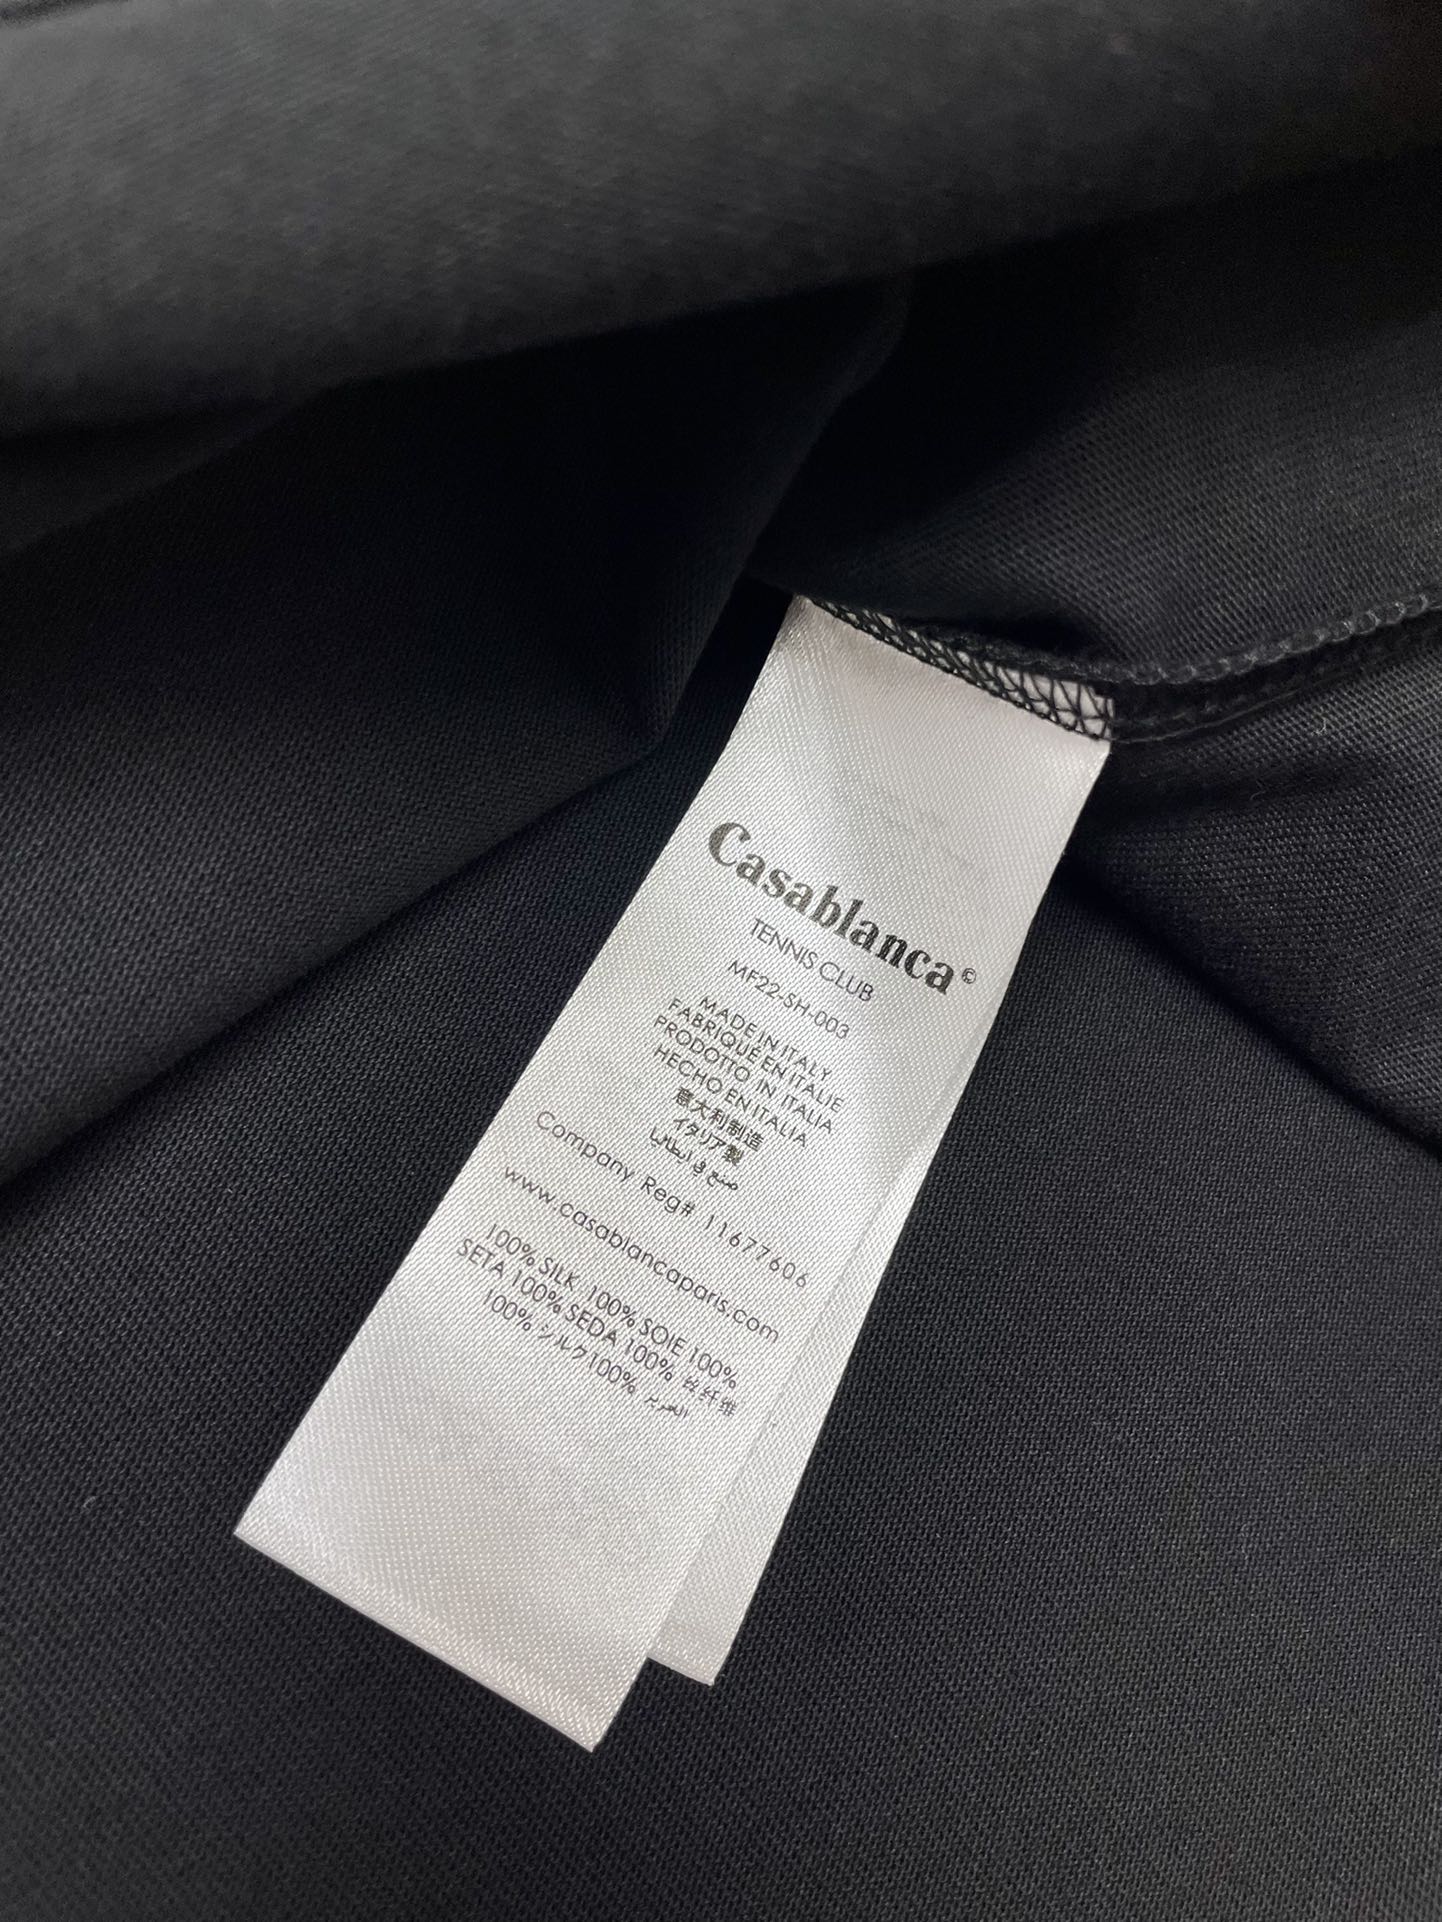 Casablanca©
TENNIS CLUB
MF22-SH-003
MADE IN ITALY
FABRIQUÉ EN ITALIE
PRODOTTO IN ITALIA
HECHO EN ITALIA
意大利制造
イタリア製
صنع في إيطاليا
Company Reg# 11677606
www.casablancaparis.com
100% SILK 100% SOIE 100%
SETA 100% SEDA 100% 丝纤维
100% シルク100% الحرير